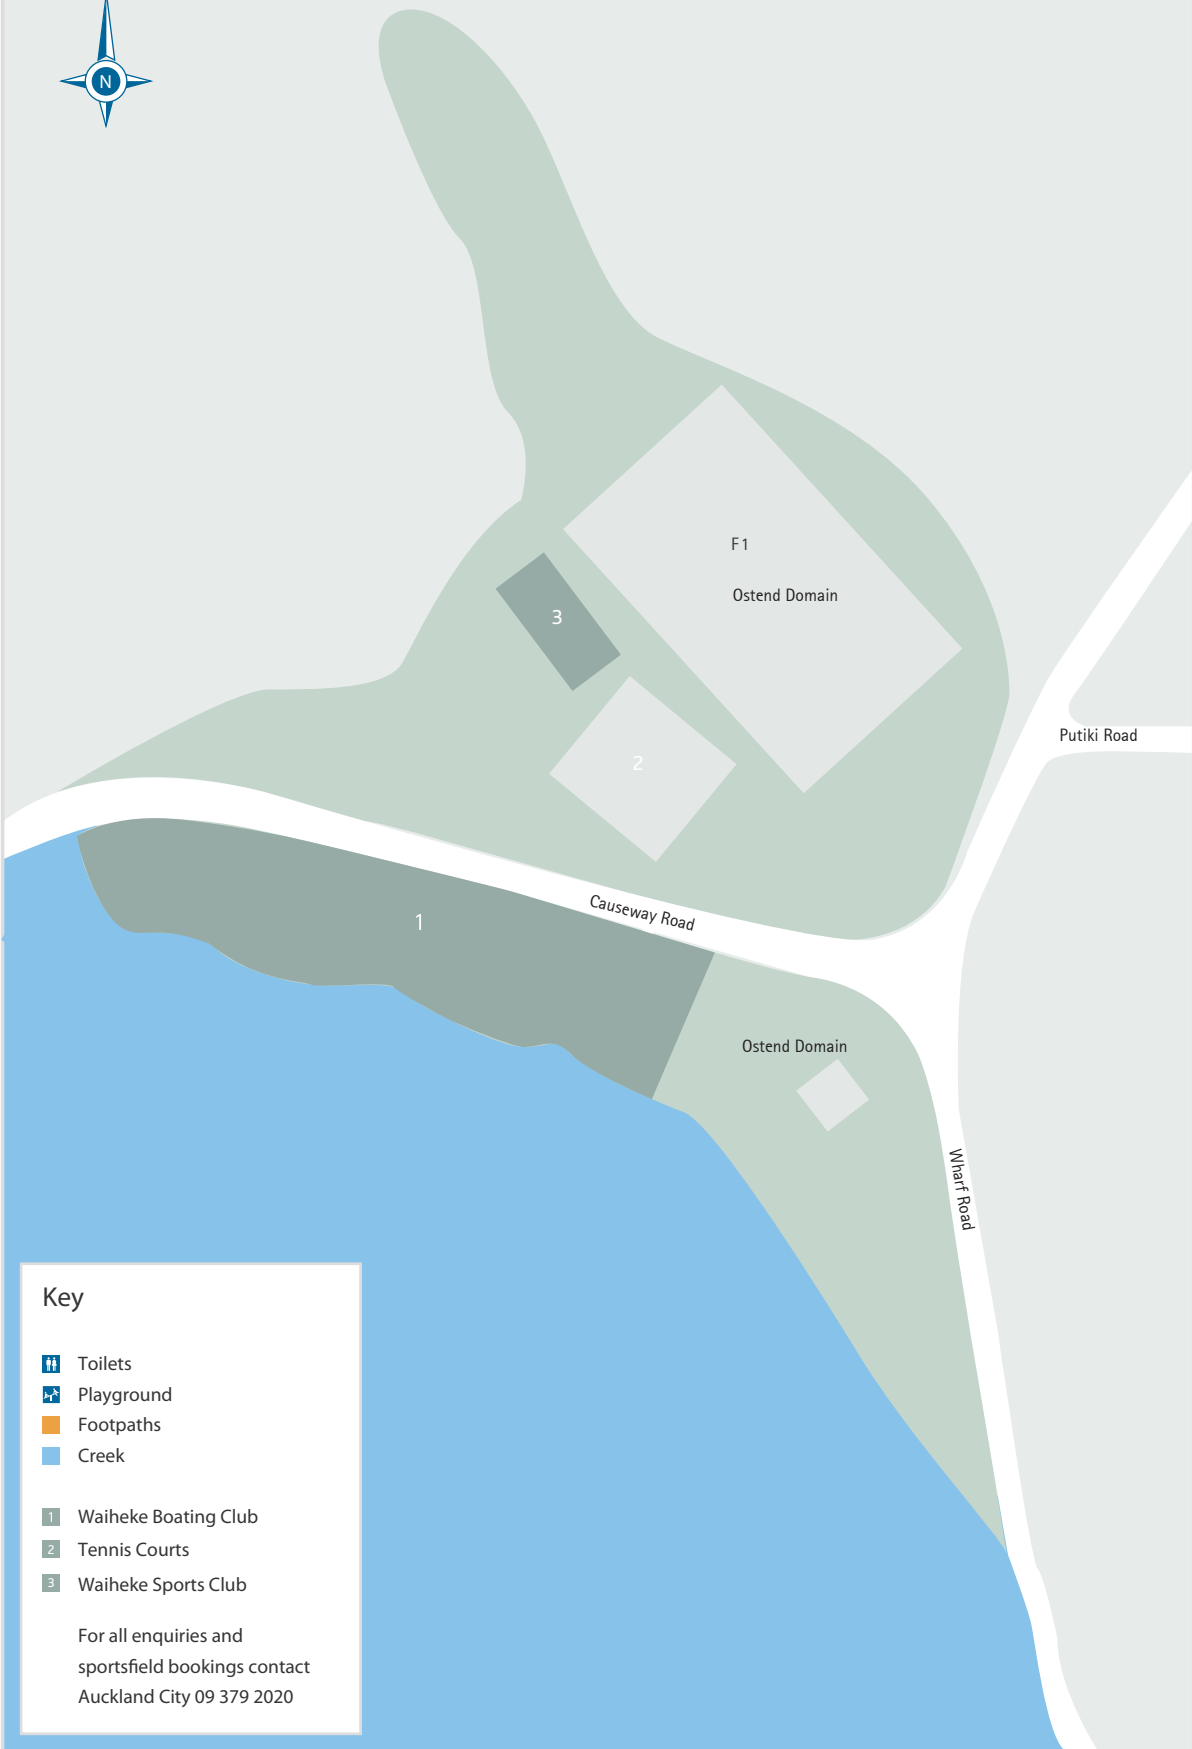 N
F1
Ostend Domain
3
2
Putiki Road
1
Causeway Road
Ostend Domain
Wharf Road
Key
Toilets
Playground
Footpaths
Creek
1 Waiheke Boating Club
2 Tennis Courts
3 Waiheke Sports Club
For all enquiries and
sportsfield bookings contact
Auckland City 09 379 2020